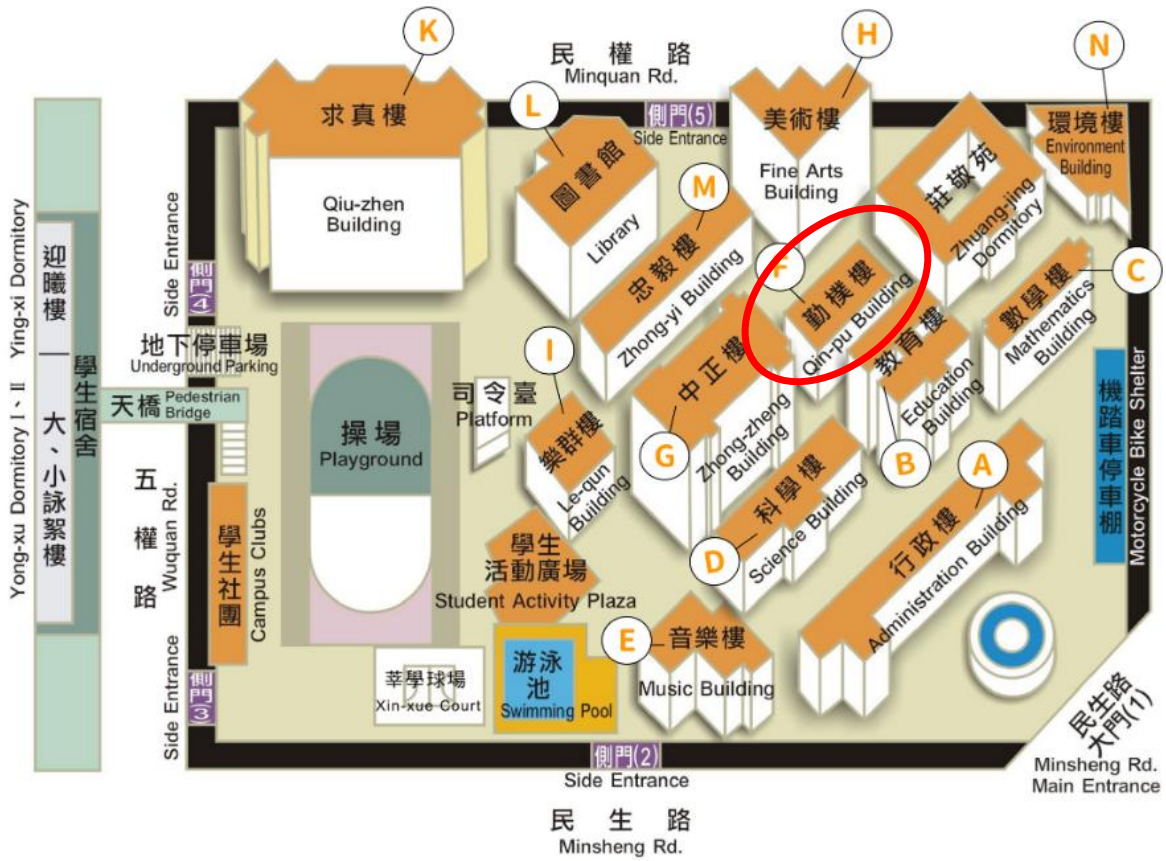 K
H
N
L
M
F
C
I
G
B
A
D
E
民權路
Minquan Rd.
側門(5)
Side Entrance
求真樓
Qiu-zhen
Building
圖書館
Library
美術樓
Fine Arts
Building
環境樓
Environment
Building
莊敬苑
Zhuang-jing
Dormitory
忠毅樓
Zhong-yi Building
勤樸樓
Qin-pu Building
數學樓
Mathematics
Building
教育樓
Education
Building
中正樓
Zhong-zheng
Building
科學樓
Science Building
行政樓
Administration Building
機踏車停車棚
Motorcycle Bike Shelter
樂群樓
Le-qun
Building
司令臺
Platform
操場
Playground
學生
活動廣場
Student Activity Plaza
音樂樓
Music Building
游泳
池
Swimming Pool
莘學球場
Xin-xue Court
學生社團
Campus Clubs
地下停車場
Underground Parking
天橋
Pedestrian
Bridge
側門(4)
Side Entrance
側門(3)
Side Entrance
五權路
Wuquan Rd.
學生宿舍
迎曦樓
大、小詠絮樓
Ying-xi Dormitory
Yong-xu Dormitory I、II
側門(2)
Side Entrance
民生路
Minsheng Rd.
民生路
大門(1)
Minsheng Rd.
Main Entrance